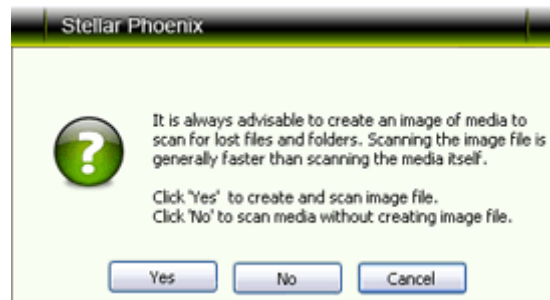 Stellar Phoenix
It is always advisable to create an image of media to
scan for lost files and folders. Scanning the image file is
generally faster than scanning the media itself.
Click 'Yes' to create and scan image file.
Click 'No' to scan media without creating image file.
Yes No Cancel